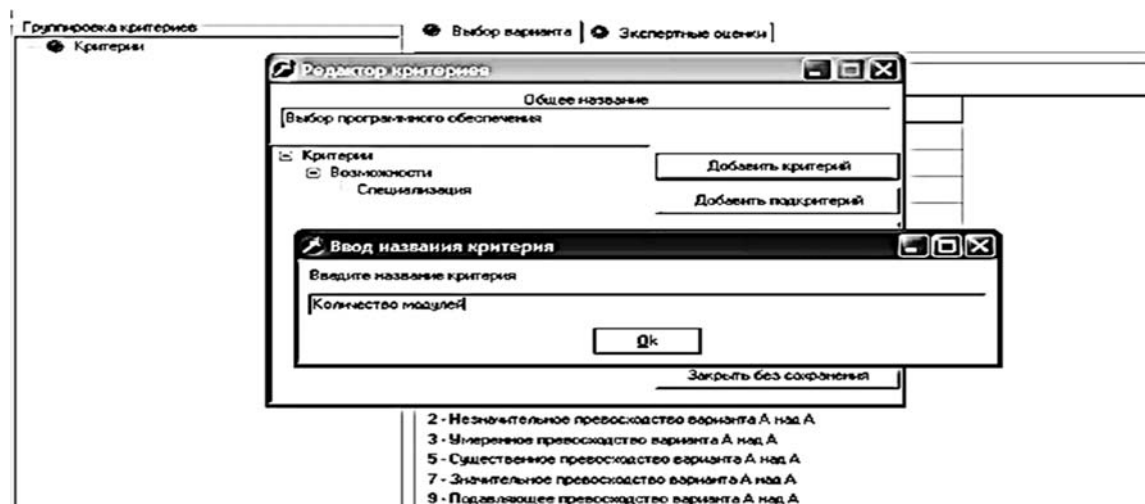 Группировка критериев
Критерии
Выбор варианта
Экспертные оценки
Редактор критериев
Общее название
Выбор программного обеспечения
Критерии
Возможности
Специализация
Добавить критерий
Добавить подкритерий
Ввод названия критерия
Введите название критерия
Количество модулей
Ok
Закрыть без сохранения
2 - Незначительное превосходство варианта А над А
3 - Умеренное превосходство варианта А над А
5 - Существенное превосходство варианта А над А
7 - Значительное превосходство варианта А над А
9 - Подавляющее превосходство варианта А над А